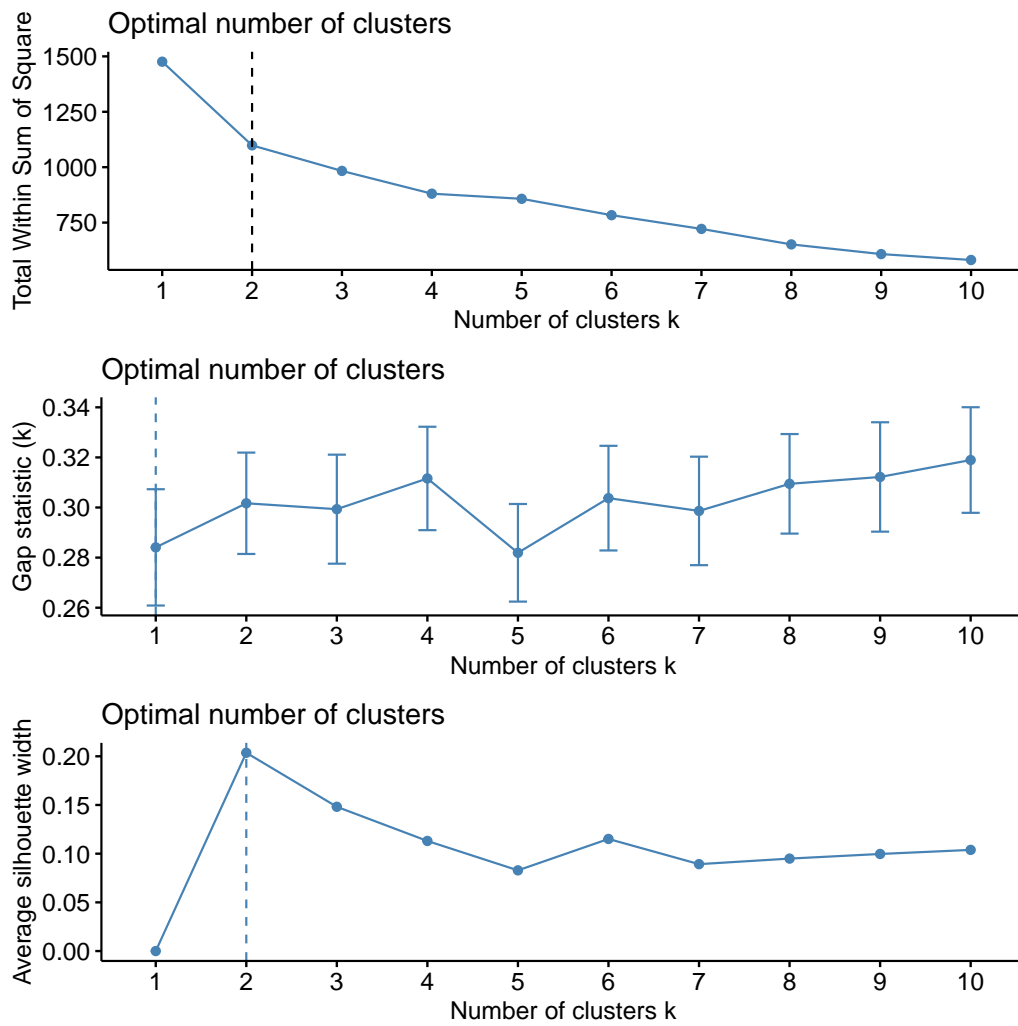 Optimal number of clusters
Total Within Sum of Square
1500
1250
1000
750
1 2 3 4 5 6 7 8 9 10
Number of clusters k
Optimal number of clusters
Gap statistic (k)
0.34
0.32
0.30
0.28
0.26
1 2 3 4 5 6 7 8 9 10
Number of clusters k
Optimal number of clusters
Average silhouette width
0.20
0.15
0.10
0.05
0.00
1 2 3 4 5 6 7 8 9 10
Number of clusters k